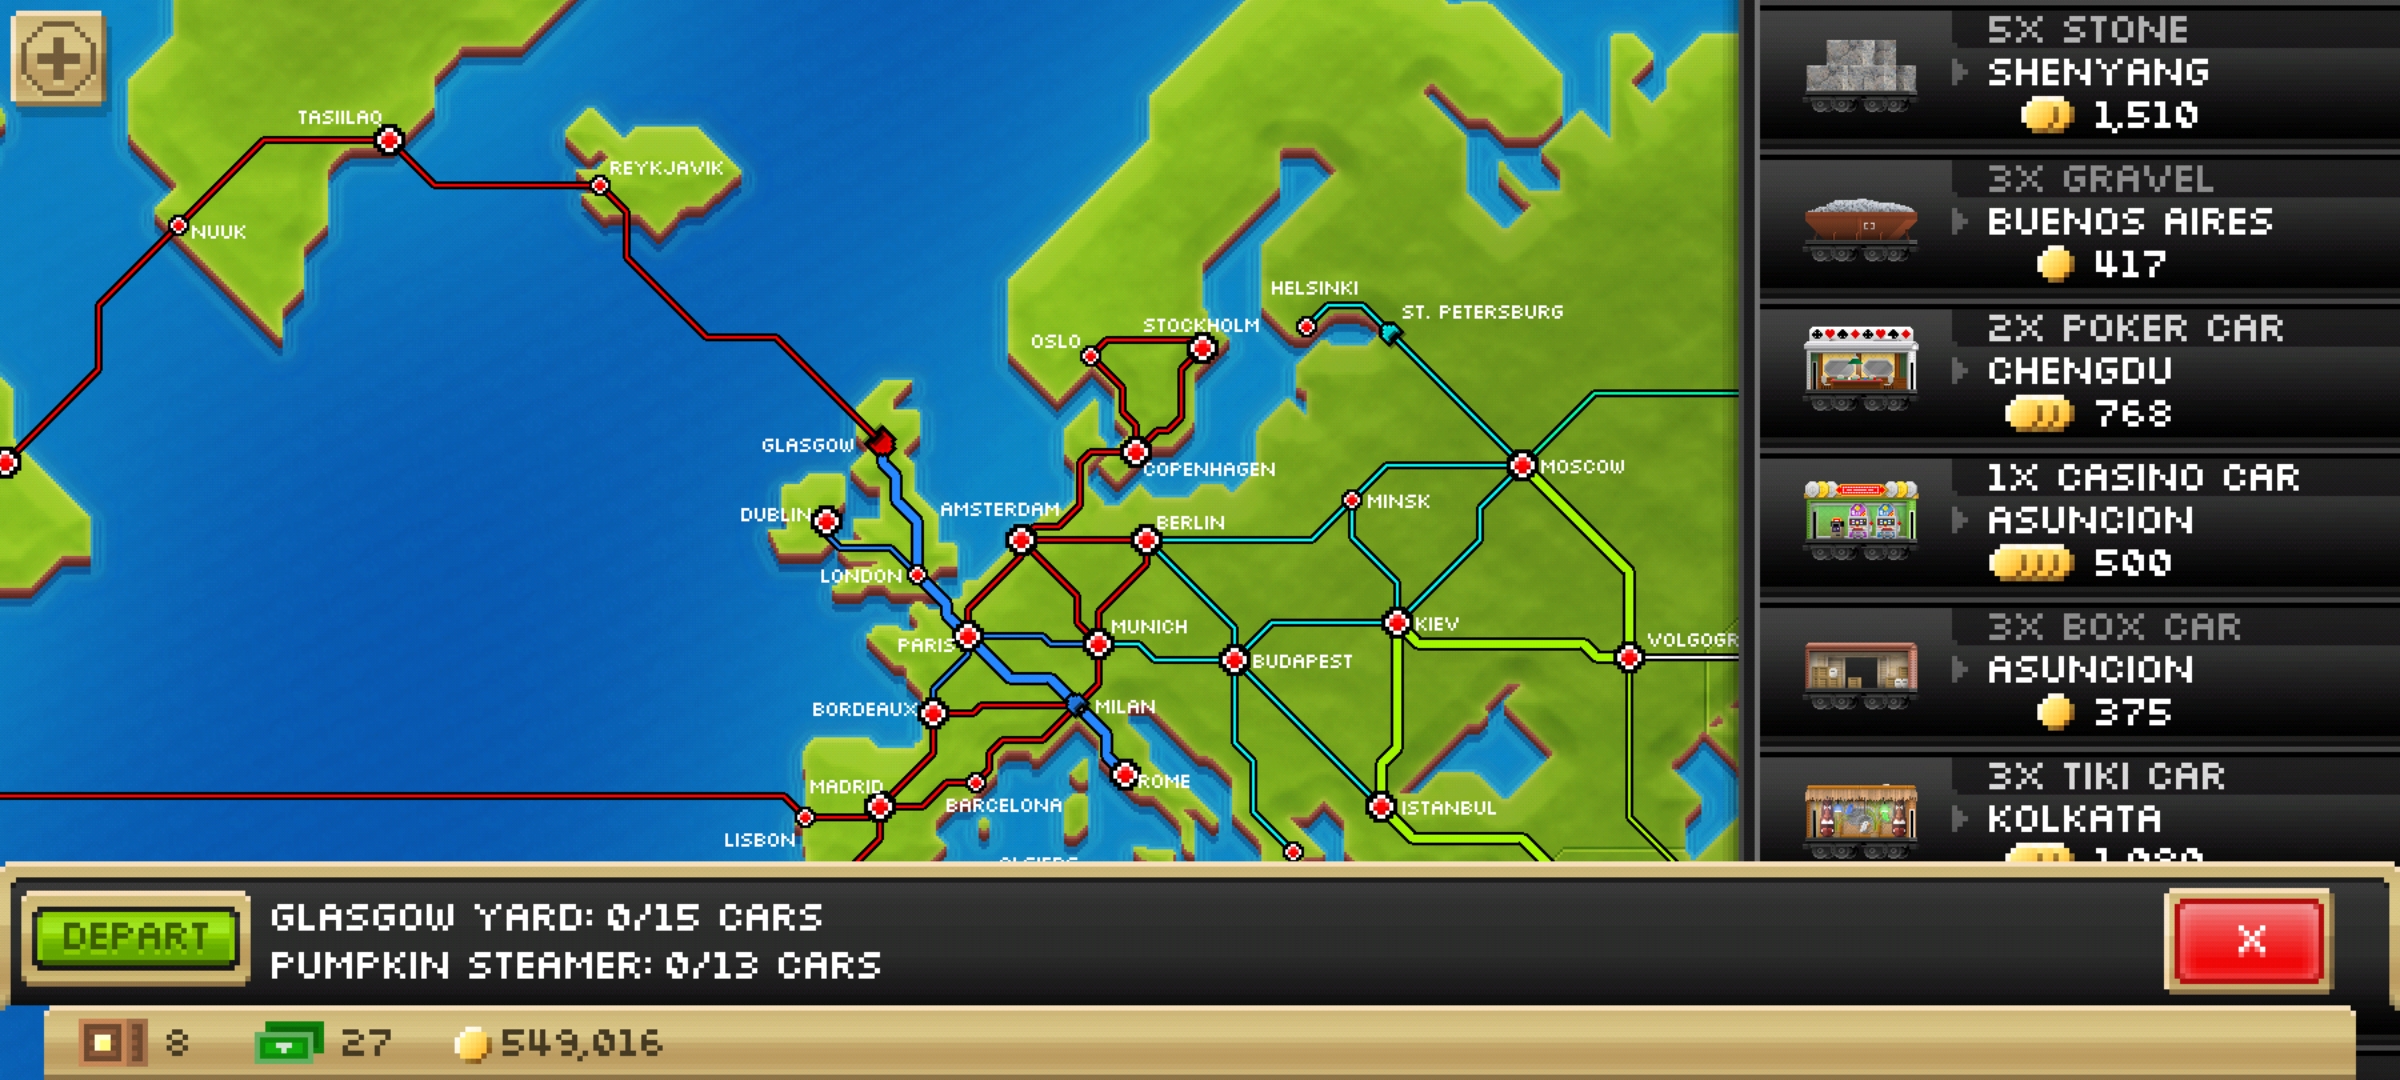 TASIILAQ
REYKJAVIK
NUUK
HELSINKI
ST. PETERSBURG
STOCKHOLM
OSLO
GLASGOW
COPENHAGEN
MOSCOW
MINSK
AMSTERDAM
DUBLIN
BERLIN
LONDON
MUNICH
KIEV
PARIS
VOLGOGR
BUDAPEST
BORDEAUX
MILAN
ROME
MADRID
BARCELONA
ISTANBUL
LISBON
5X STONE
SHENYANG
1,510
3X GRAVEL
BUENOS AIRES
417
2X POKER CAR
CHENGDU
768
1X CASINO CAR
ASUNCION
500
3X BOX CAR
ASUNCION
375
3X TIKI CAR
KOLKATA
DEPART
GLASGOW YARD: 0/15 CARS
PUMPKIN STEAMER: 0/13 CARS
X
8
27
549,016